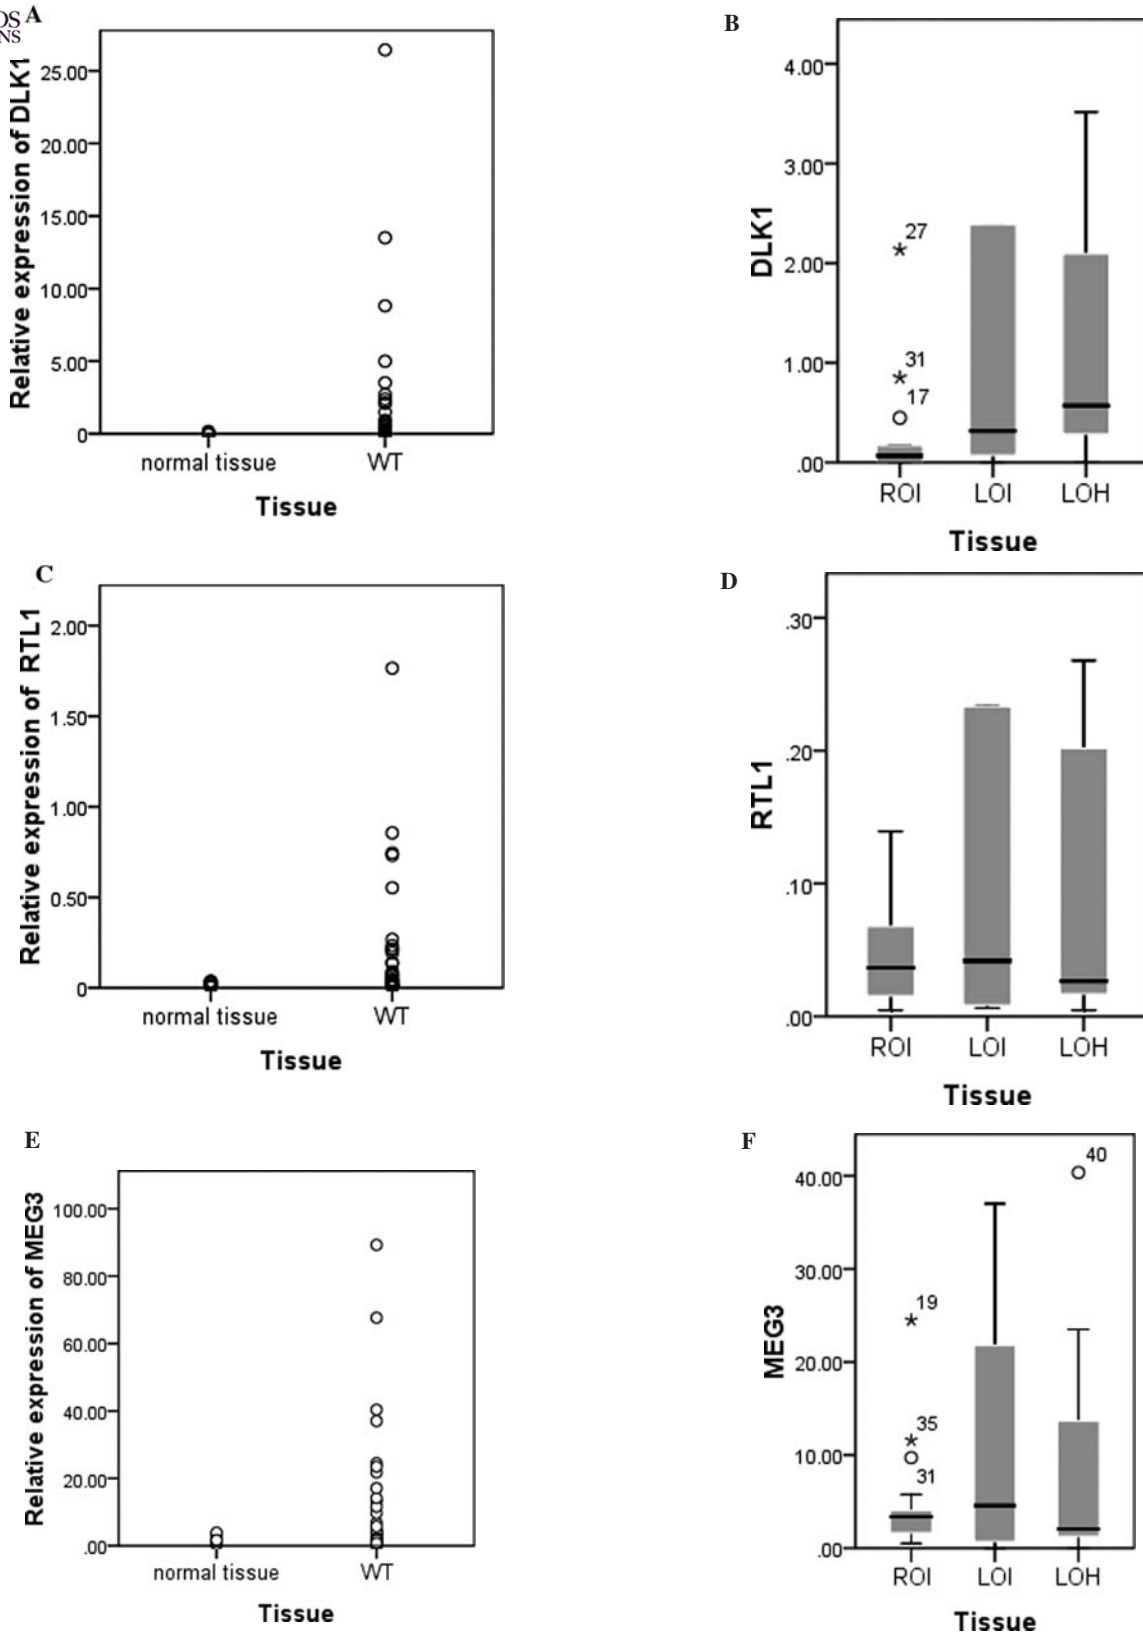 A
Relative expression of DLK1
25.00
20.00
15.00
10.00
5.00
0
normal tissue WT
Tissue
B
DLK1
4.00
3.00
2.00
1.00
.00
27
31
17
ROI LOI LOH
Tissue
C
Relative expression of RTL1
2.00
1.50
1.00
0.50
0
normal tissue WT
Tissue
D
RTL1
.30
.20
.10
.00
ROI LOI LOH
Tissue
E
Relative expression of MEG3
100.00
80.00
60.00
40.00
20.00
.00
normal tissue WT
Tissue
F
MEG3
40.00
30.00
20.00
10.00
.00
40
19
35
31
ROI LOI LOH
Tissue